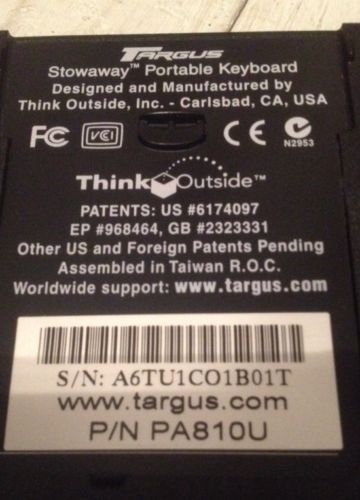 TARGUS
Stowaway™ Portable Keyboard
Designed and Manufactured by
Think Outside, Inc. - Carlsbad, CA, USA
FC VCI CE N2953
Think Outside™
PATENTS: US #6174097
EP #968464, GB #2323331
Other US and Foreign Patents Pending
Assembled in Taiwan R.O.C.
Worldwide support: www.targus.com
S/N: A6TU1CO1B01T
www.targus.com
P/N PA810U